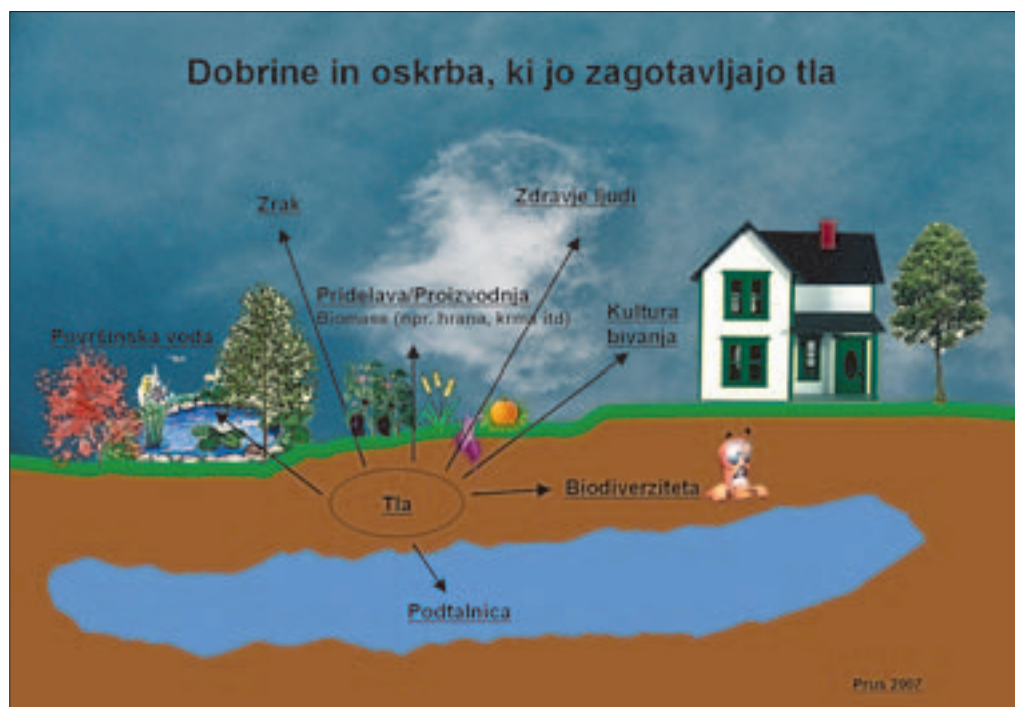 Dobrine in oskrba, ki jo zagotavljajo tla
Zrak
Zdravje ljudi
Pridelava/Proizvodnja
Biomase (npr. hrana, krma itd)
Kultura
bivanja
Površinska voda
Tla
Biodiverziteta
Podtalnica
Prus 2007